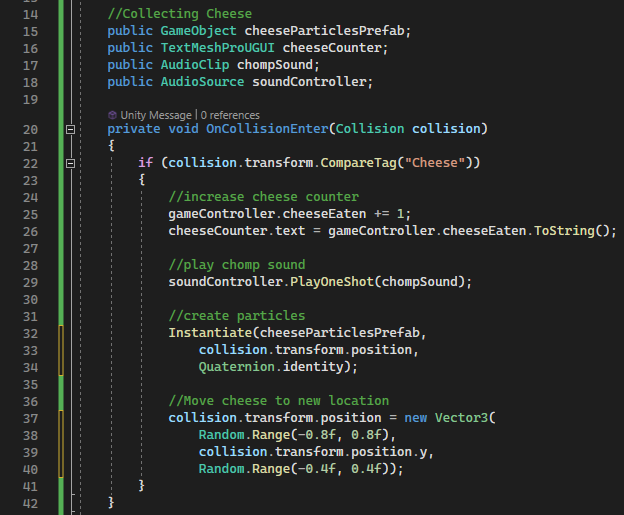 14 //Collecting Cheese
15 public GameObject cheeseParticlesPrefab;
16 public TextMeshProUGUI cheeseCounter;
17 public AudioClip chompSound;
18 public AudioSource soundController;
19
Unity Message | 0 references
20 private void OnCollisionEnter(Collision collision)
21 {
22 if (collision.transform.CompareTag("Cheese"))
23 {
24 //increase cheese counter
25 gameController.cheeseEaten += 1;
26 cheeseCounter.text = gameController.cheeseEaten.ToString();
27
28 //play chomp sound
29 soundController.PlayOneShot(chompSound);
30
31 //create particles
32 Instantiate(cheeseParticlesPrefab,
33 collision.transform.position,
34 Quaternion.identity);
35
36 //Move cheese to new location
37 collision.transform.position = new Vector3(
38 Random.Range(-0.8f, 0.8f),
39 collision.transform.position.y,
40 Random.Range(-0.4f, 0.4f));
41 }
42 }